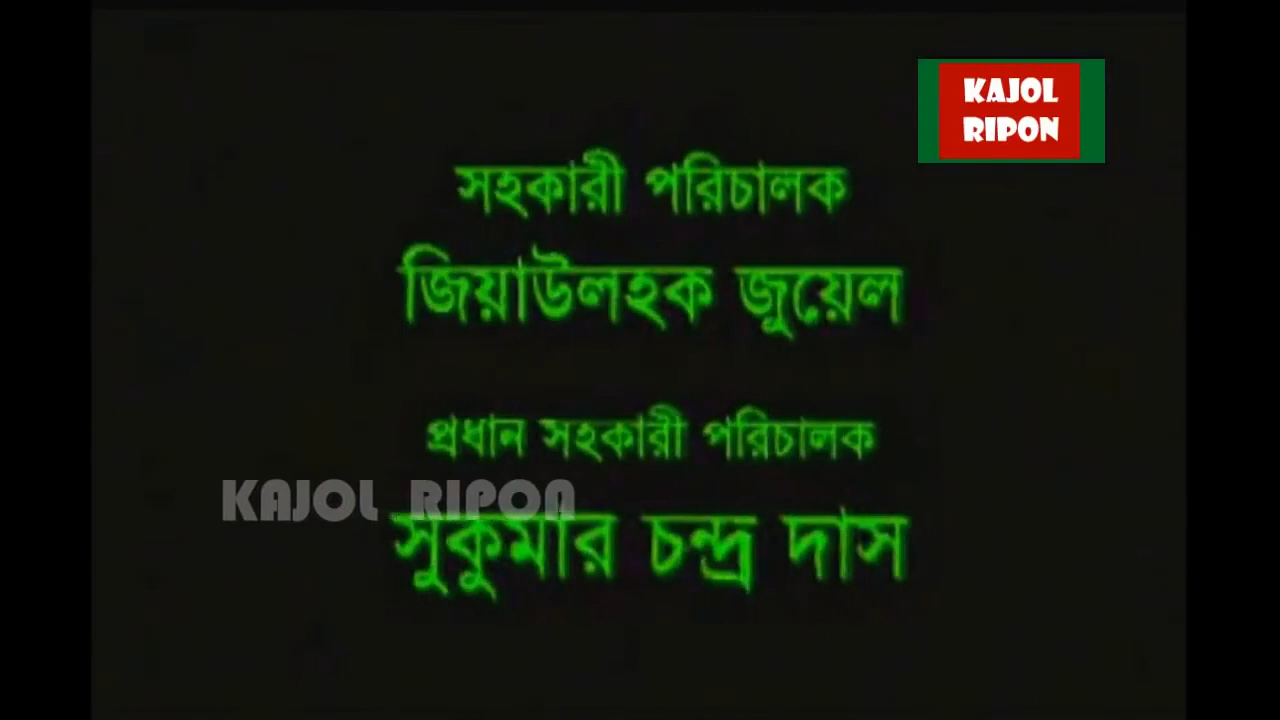 KAJOL
RIPON
সহকারী পরিচালক
জিয়াউলহক জুয়েল
প্রধান সহকারী পরিচালক
KAJOL RIPON
সুকুমার চন্দ্র দাস